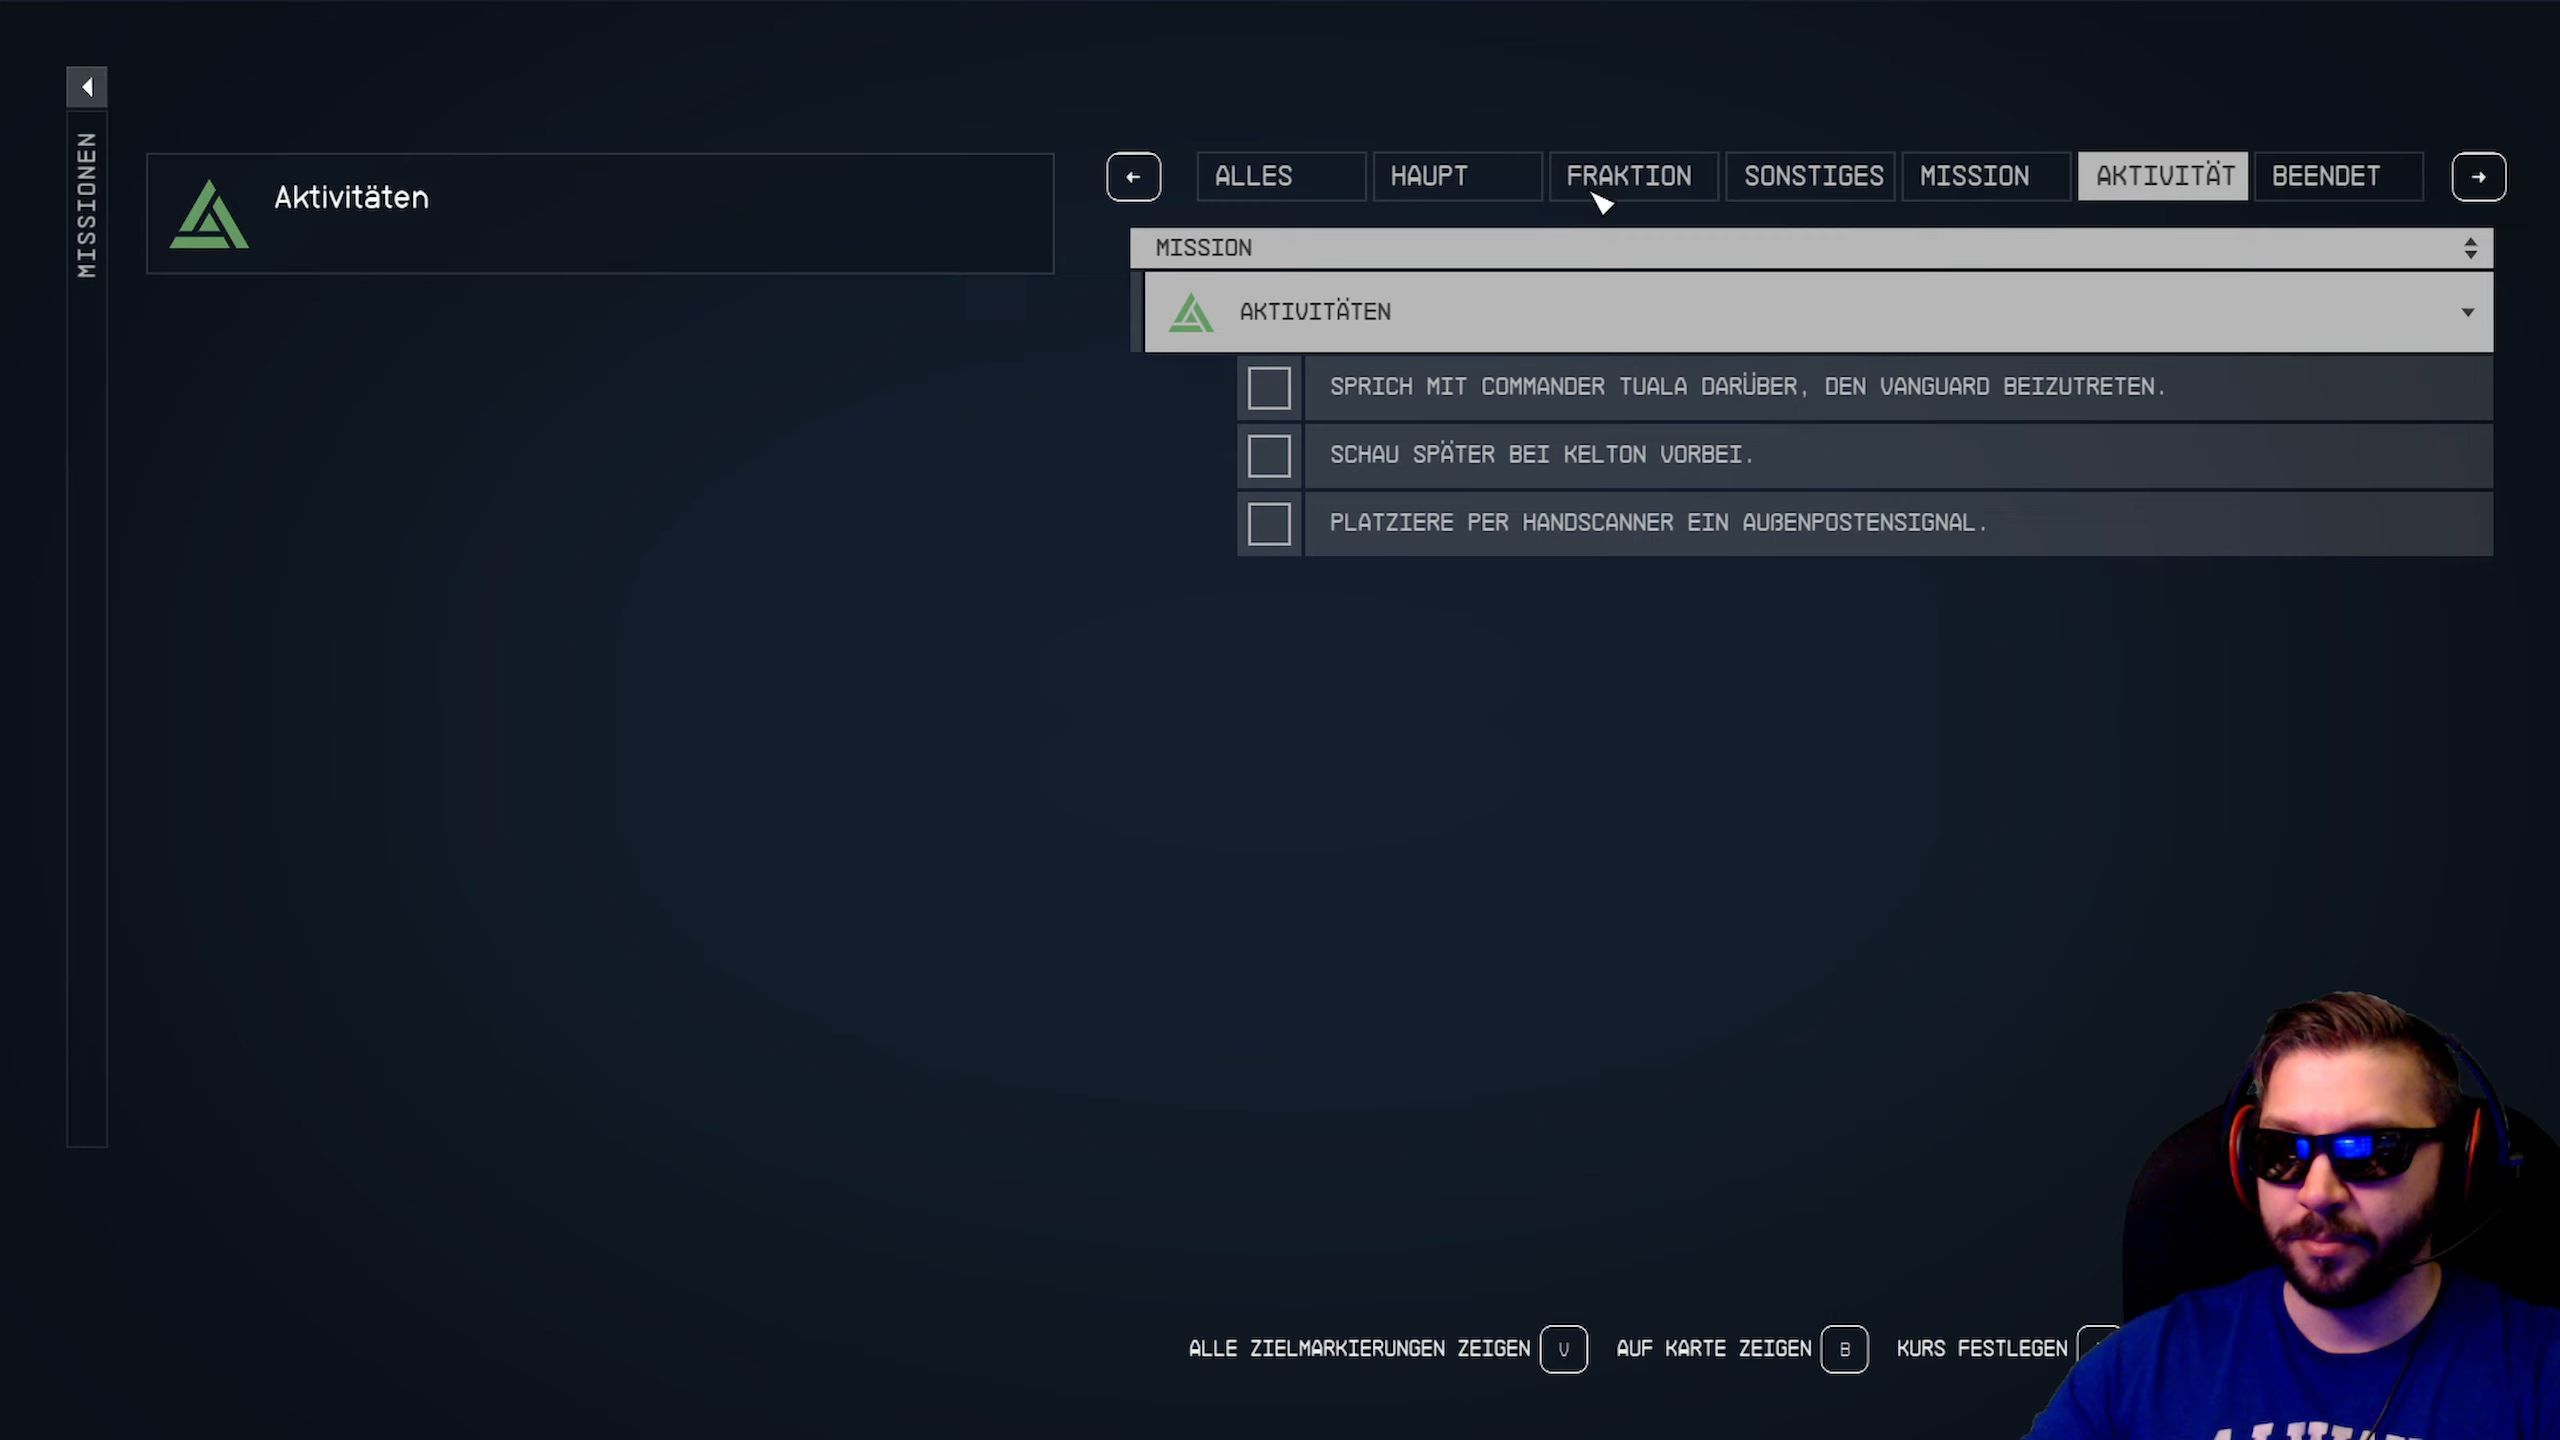 MISSIONEN
Aktivitäten
ALLES HAUPT FRAKTION SONSTIGES MISSION AKTIVITÄT BEENDET
MISSION
AKTIVITÄTEN
SPRICH MIT COMMANDER TUALA DARÜBER, DEN VANGUARD BEIZUTRETEN.
SCHAU SPÄTER BEI KELTON VORBEI.
PLATZIERE PER HANDSCANNER EIN AUßENPOSTENSIGNAL.
ALLE ZIELMARKIERUNGEN ZEIGEN V AUF KARTE ZEIGEN B KURS FESTLEGEN